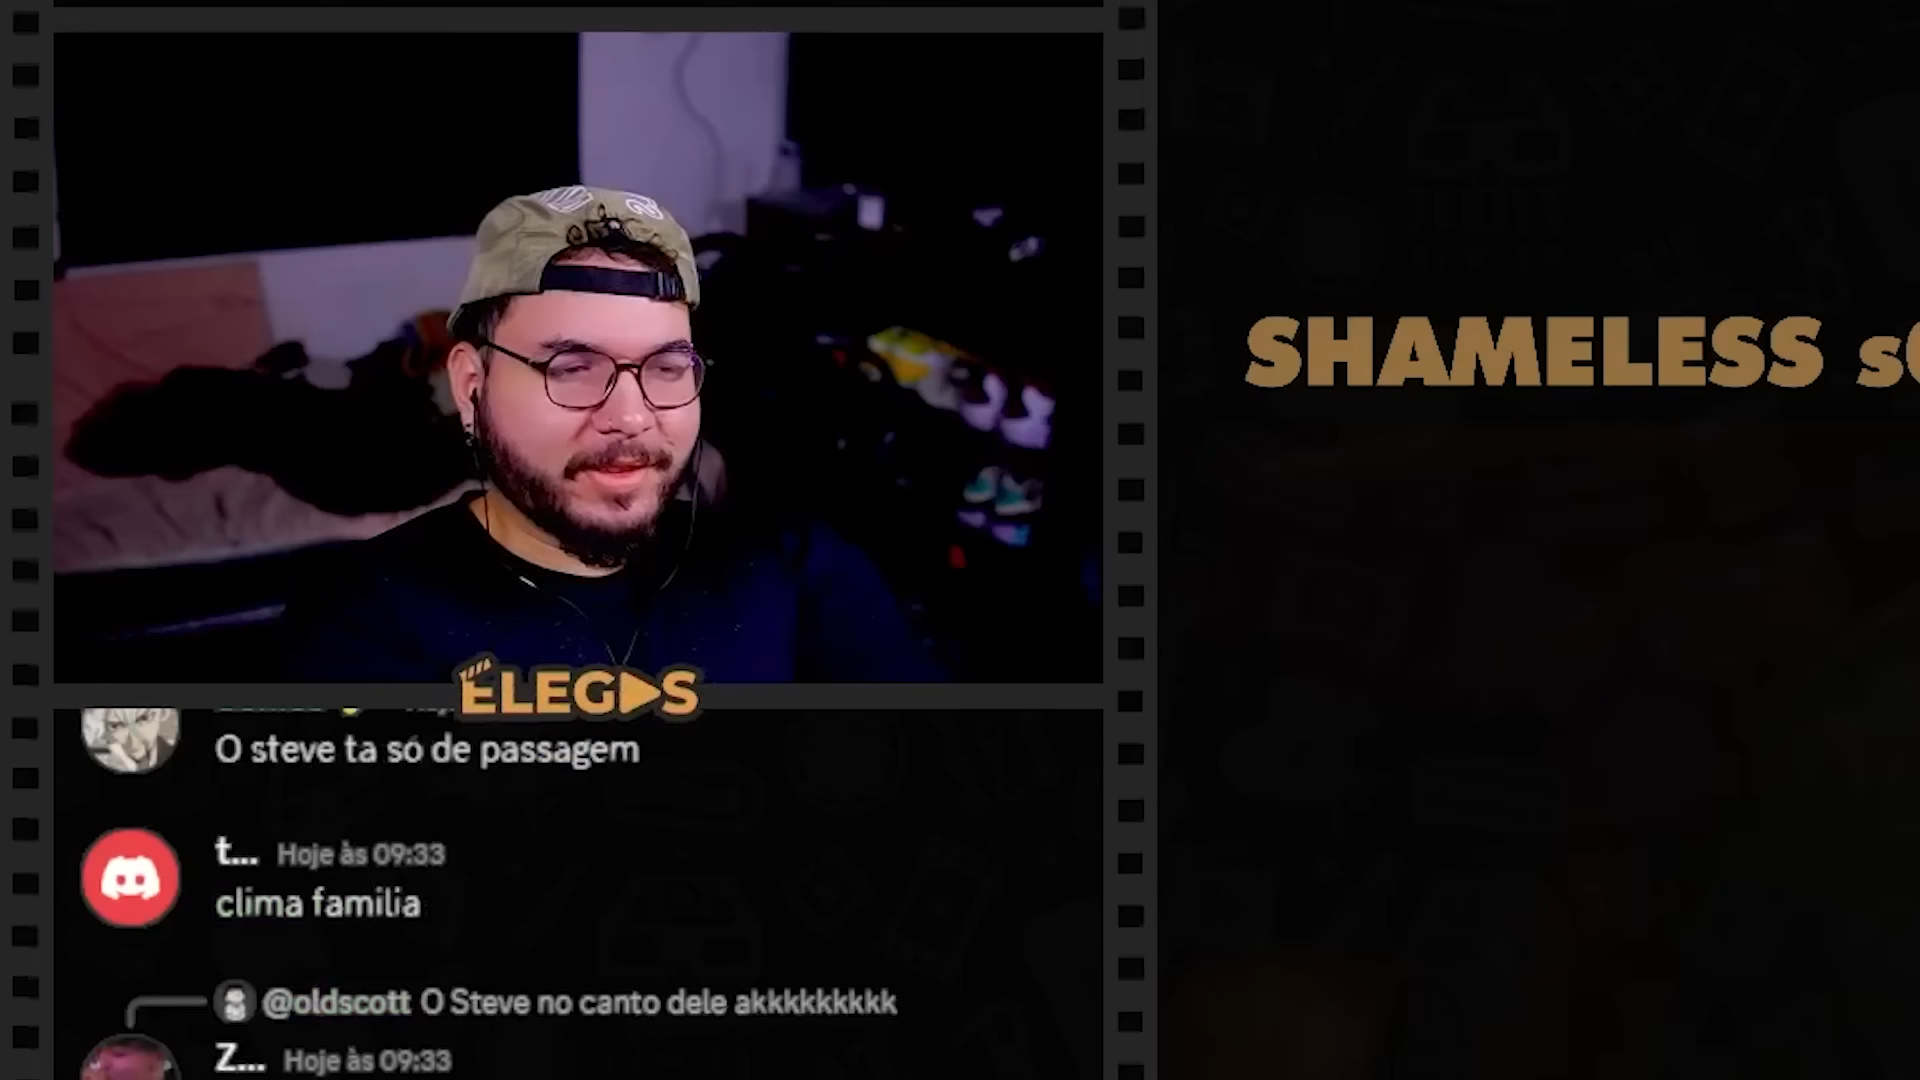 SHAMELESS
ELEGOS
O steve ta só de passagem
t... Hoje às 09:33
clima familia
@oldscott O Steve no canto dele akkkkkkkkk
Z... Hoje às 09:33